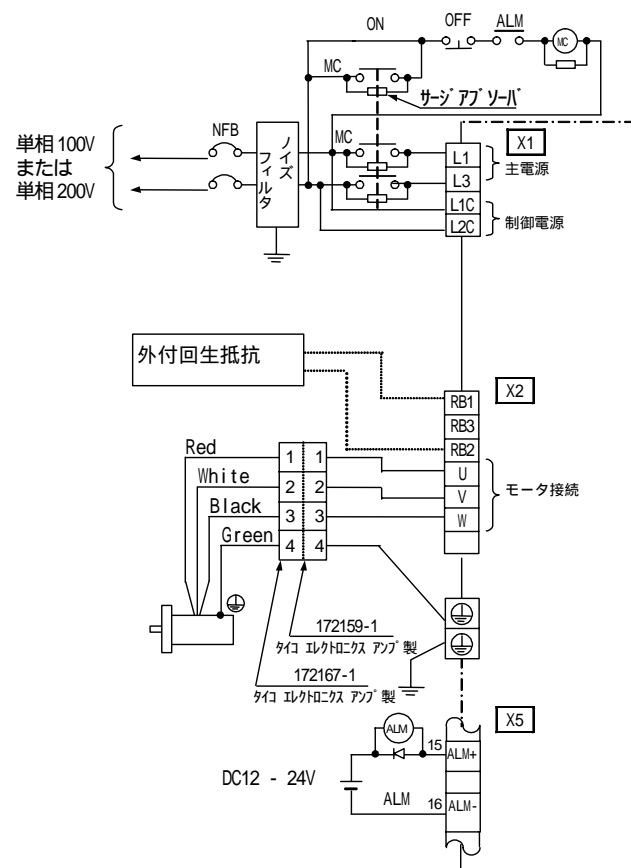 ON
OFF
ALM
MC
MC
サージアブソーバ
単相100V
または
単相200V
NFB
ノイズ
フィルタ
MC
X1
L1
L3
L1C
L2C
主電源
制御電源
外付回生抵抗
X2
RB1
RB3
RB2
U
V
W
モータ接続
Red
White
Black
Green
1 1
2 2
3 3
4 4
172159-1
タイコ エレクトロニクス アンプ製
172167-1
タイコ エレクトロニクス アンプ製
X5
ALM
15
ALM+
DC12 - 24V
ALM
16
ALM-